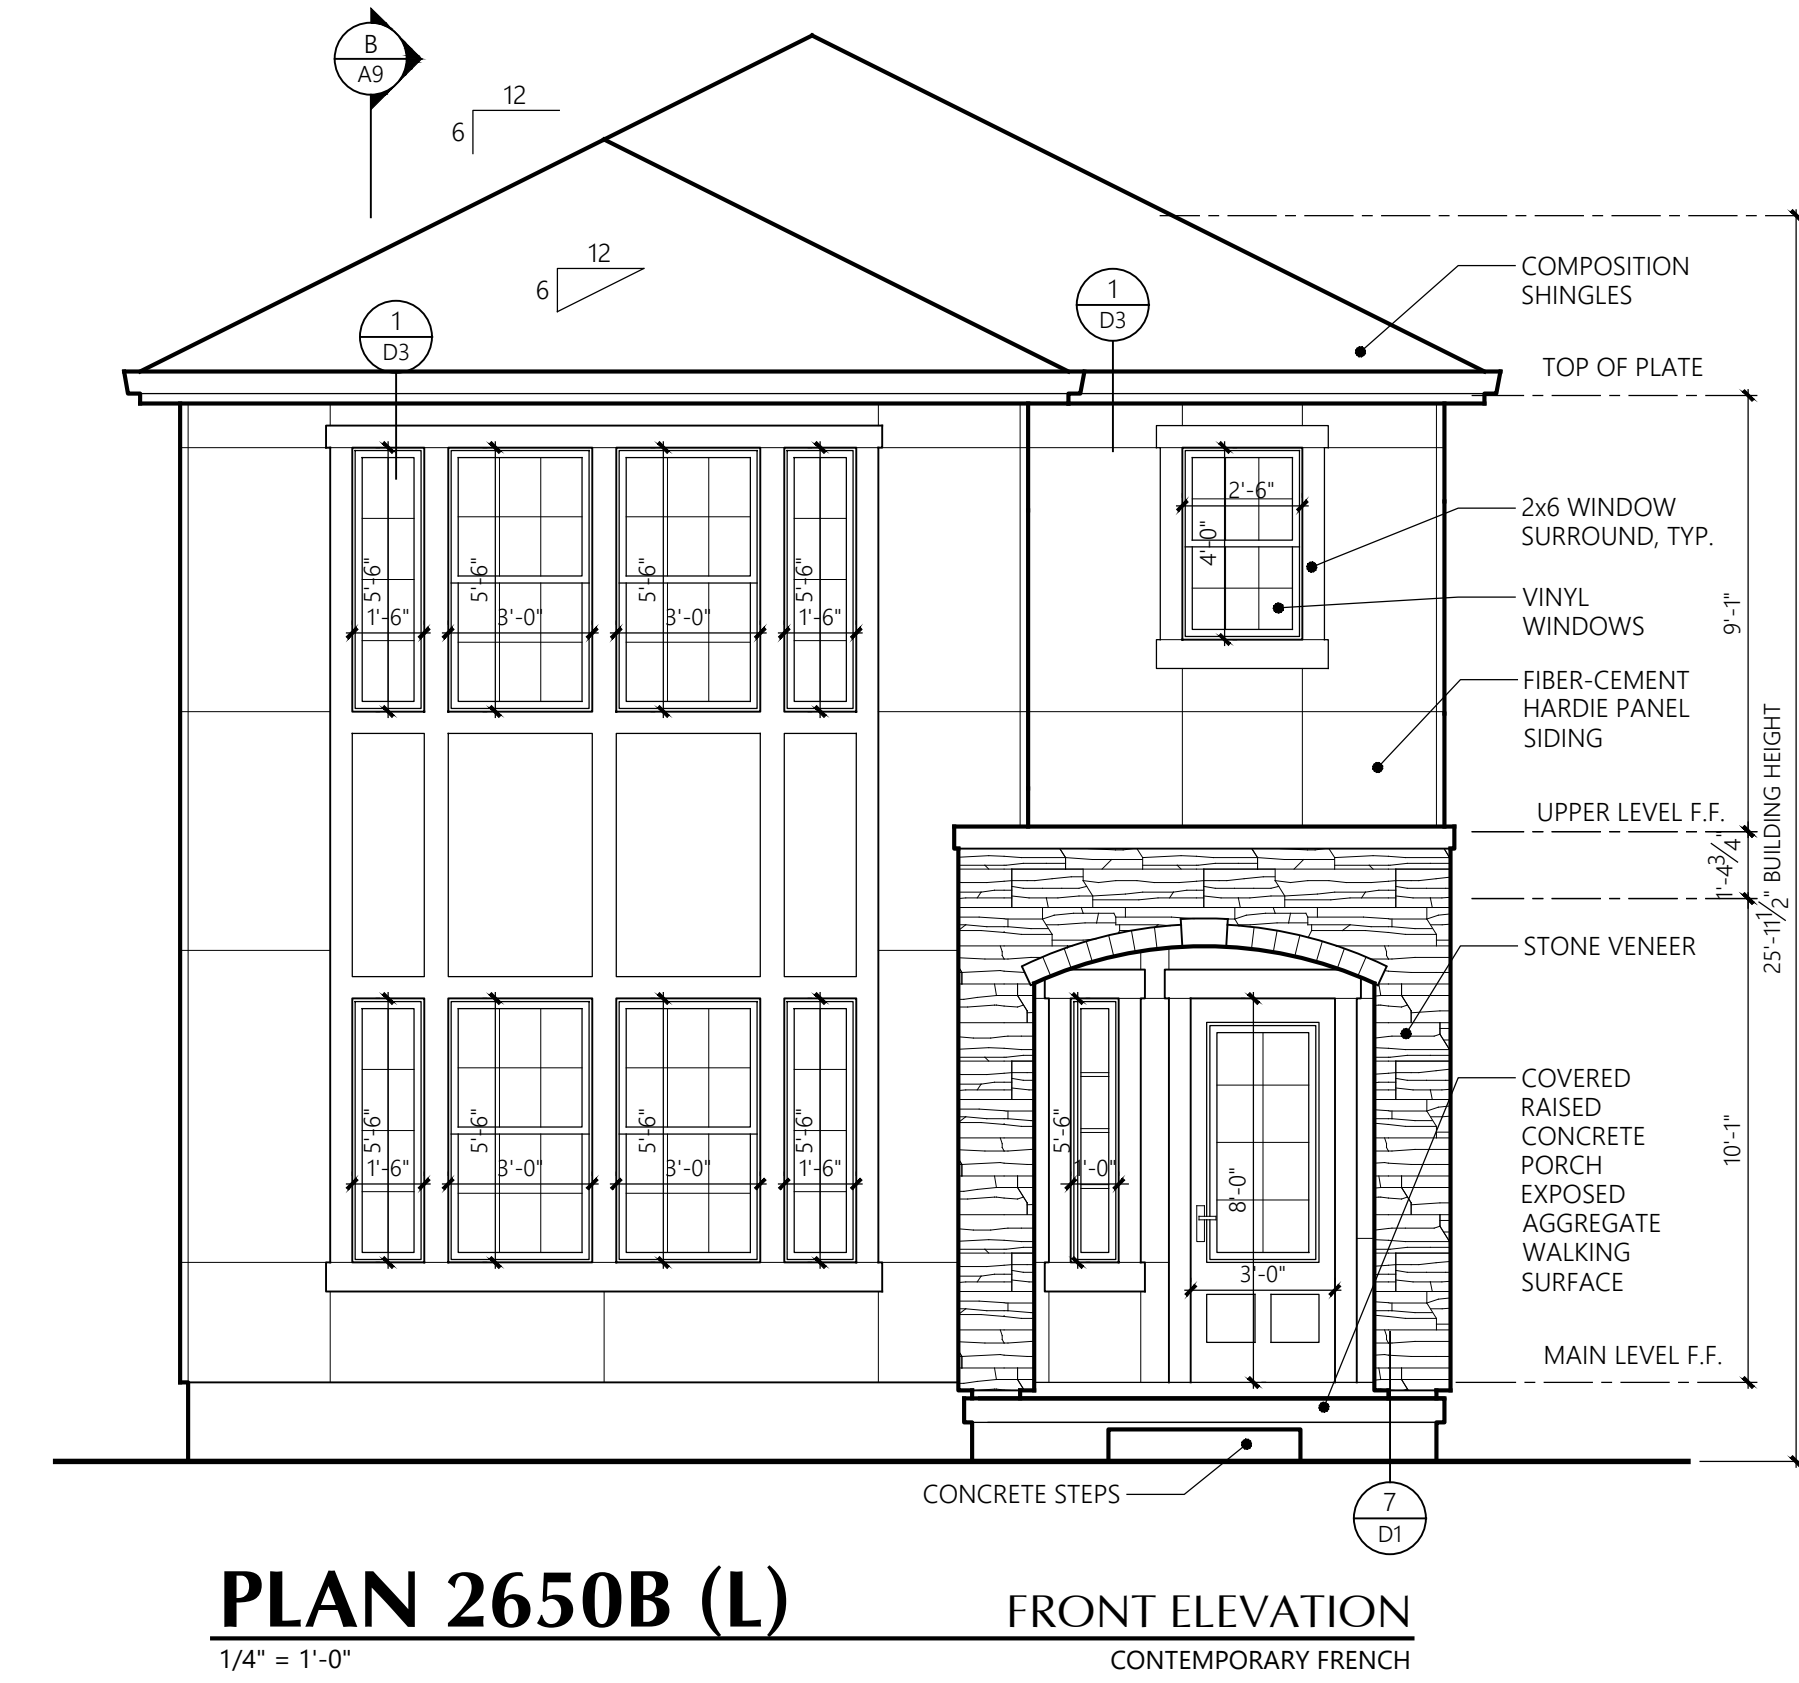 B
A9
12
6
12
6
1
D3
1
D3
COMPOSITION
SHINGLES
TOP OF PLATE
2'-6"
4'-0"
2x6 WINDOW
SURROUND, TYP.
5'-6"
5'-6"
5'-6"
5'-6"
1'-6"
3'-0"
3'-0"
1'-6"
VINYL
WINDOWS
9'-1"
FIBER-CEMENT
HARDIE PANEL
SIDING
UPPER LEVEL F.F.
1'-4 3/4"
25'-11 1/2" BUILDING HEIGHT
STONE VENEER
5'-6"
5'-6"
5'-6"
5'-6"
5'-6"
1'-6"
3'-0"
3'-0"
1'-6"
1'-0"
8'-0"
3'-0"
COVERED
RAISED
CONCRETE
PORCH
EXPOSED
AGGREGATE
WALKING
SURFACE
10'-1"
MAIN LEVEL F.F.
CONCRETE STEPS
7
D1
PLAN 2650B (L)
FRONT ELEVATION
1/4" = 1'-0"
CONTEMPORARY FRENCH